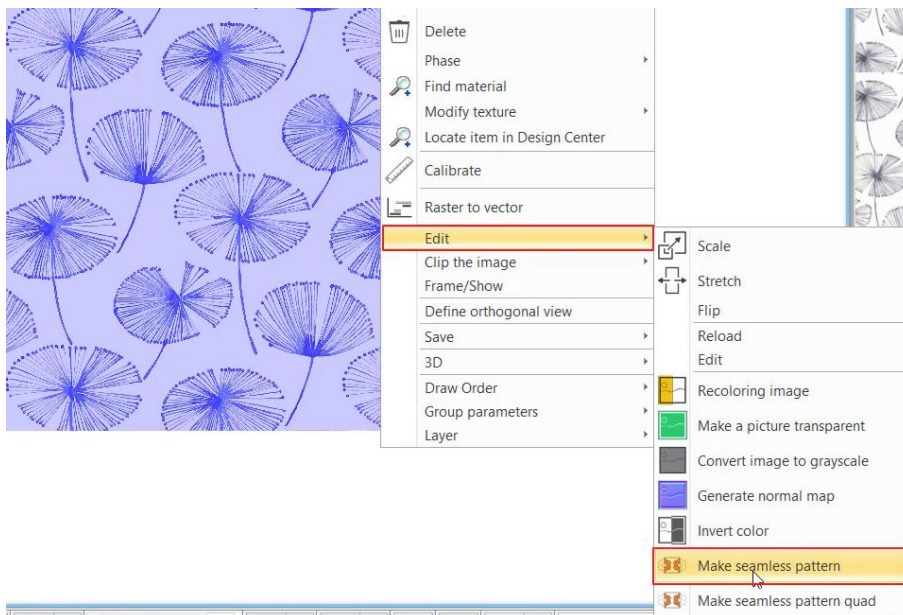 Delete
Phase
Find material
Modify texture
Locate item in Design Center
Calibrate
Raster to vector
Edit
Clip the image
Frame/Show
Define orthogonal view
Save
3D
Draw Order
Group parameters
Layer
Scale
Stretch
Flip
Reload
Edit
Recoloring image
Make a picture transparent
Convert image to grayscale
Generate normal map
Invert color
Make seamless pattern
Make seamless pattern quad